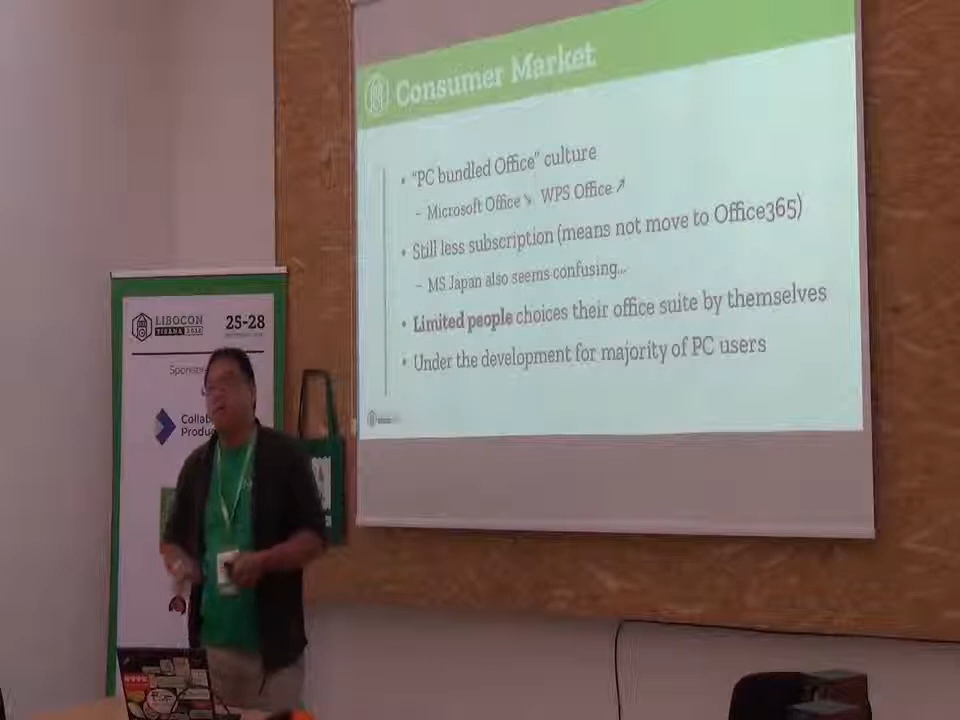 Consumer Market
• "PC bundled Office" culture
– Microsoft Office↘ WPS Office↗
• Still less subscription (means not move to Office365)
– MS Japan also seems confusing...
• Limited people choices their office suite by themselves
• Under the development for majority of PC users
LIBOCON
TIRANA 2018
25-28
Collab
Produ